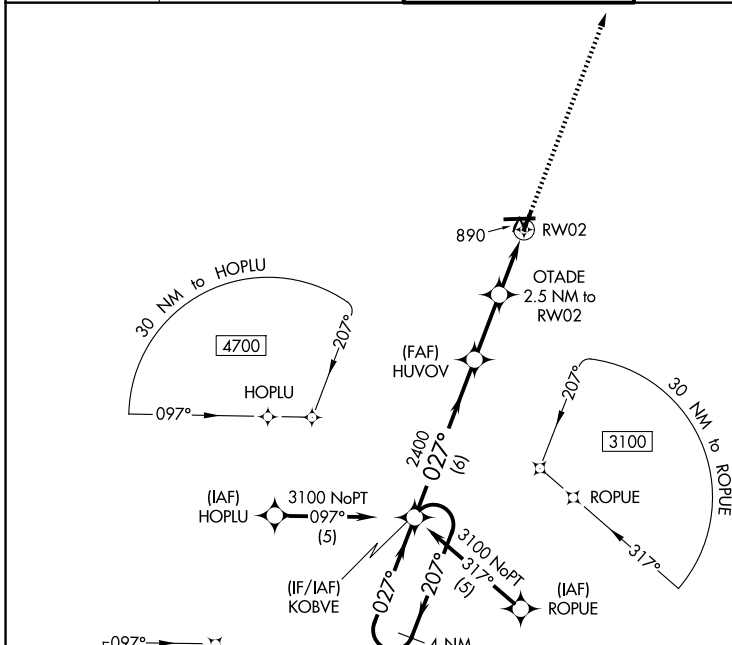 890
RW02
OTADE
2.5 NM to
RW02
30 NM to HOPLU
4700
207°
HOPLU
097°
(FAF)
HUVOV
207°
30 NM to ROPUE
3100
ROPUE
317°
2400
027°
(6)
(IAF)
HOPLU
3100 NoPT
097°
(5)
3100 NoPT
317°
(5)
(IF/IAF)
KOBVE
027°
207°
(IAF)
ROPUE
4 NM
097°